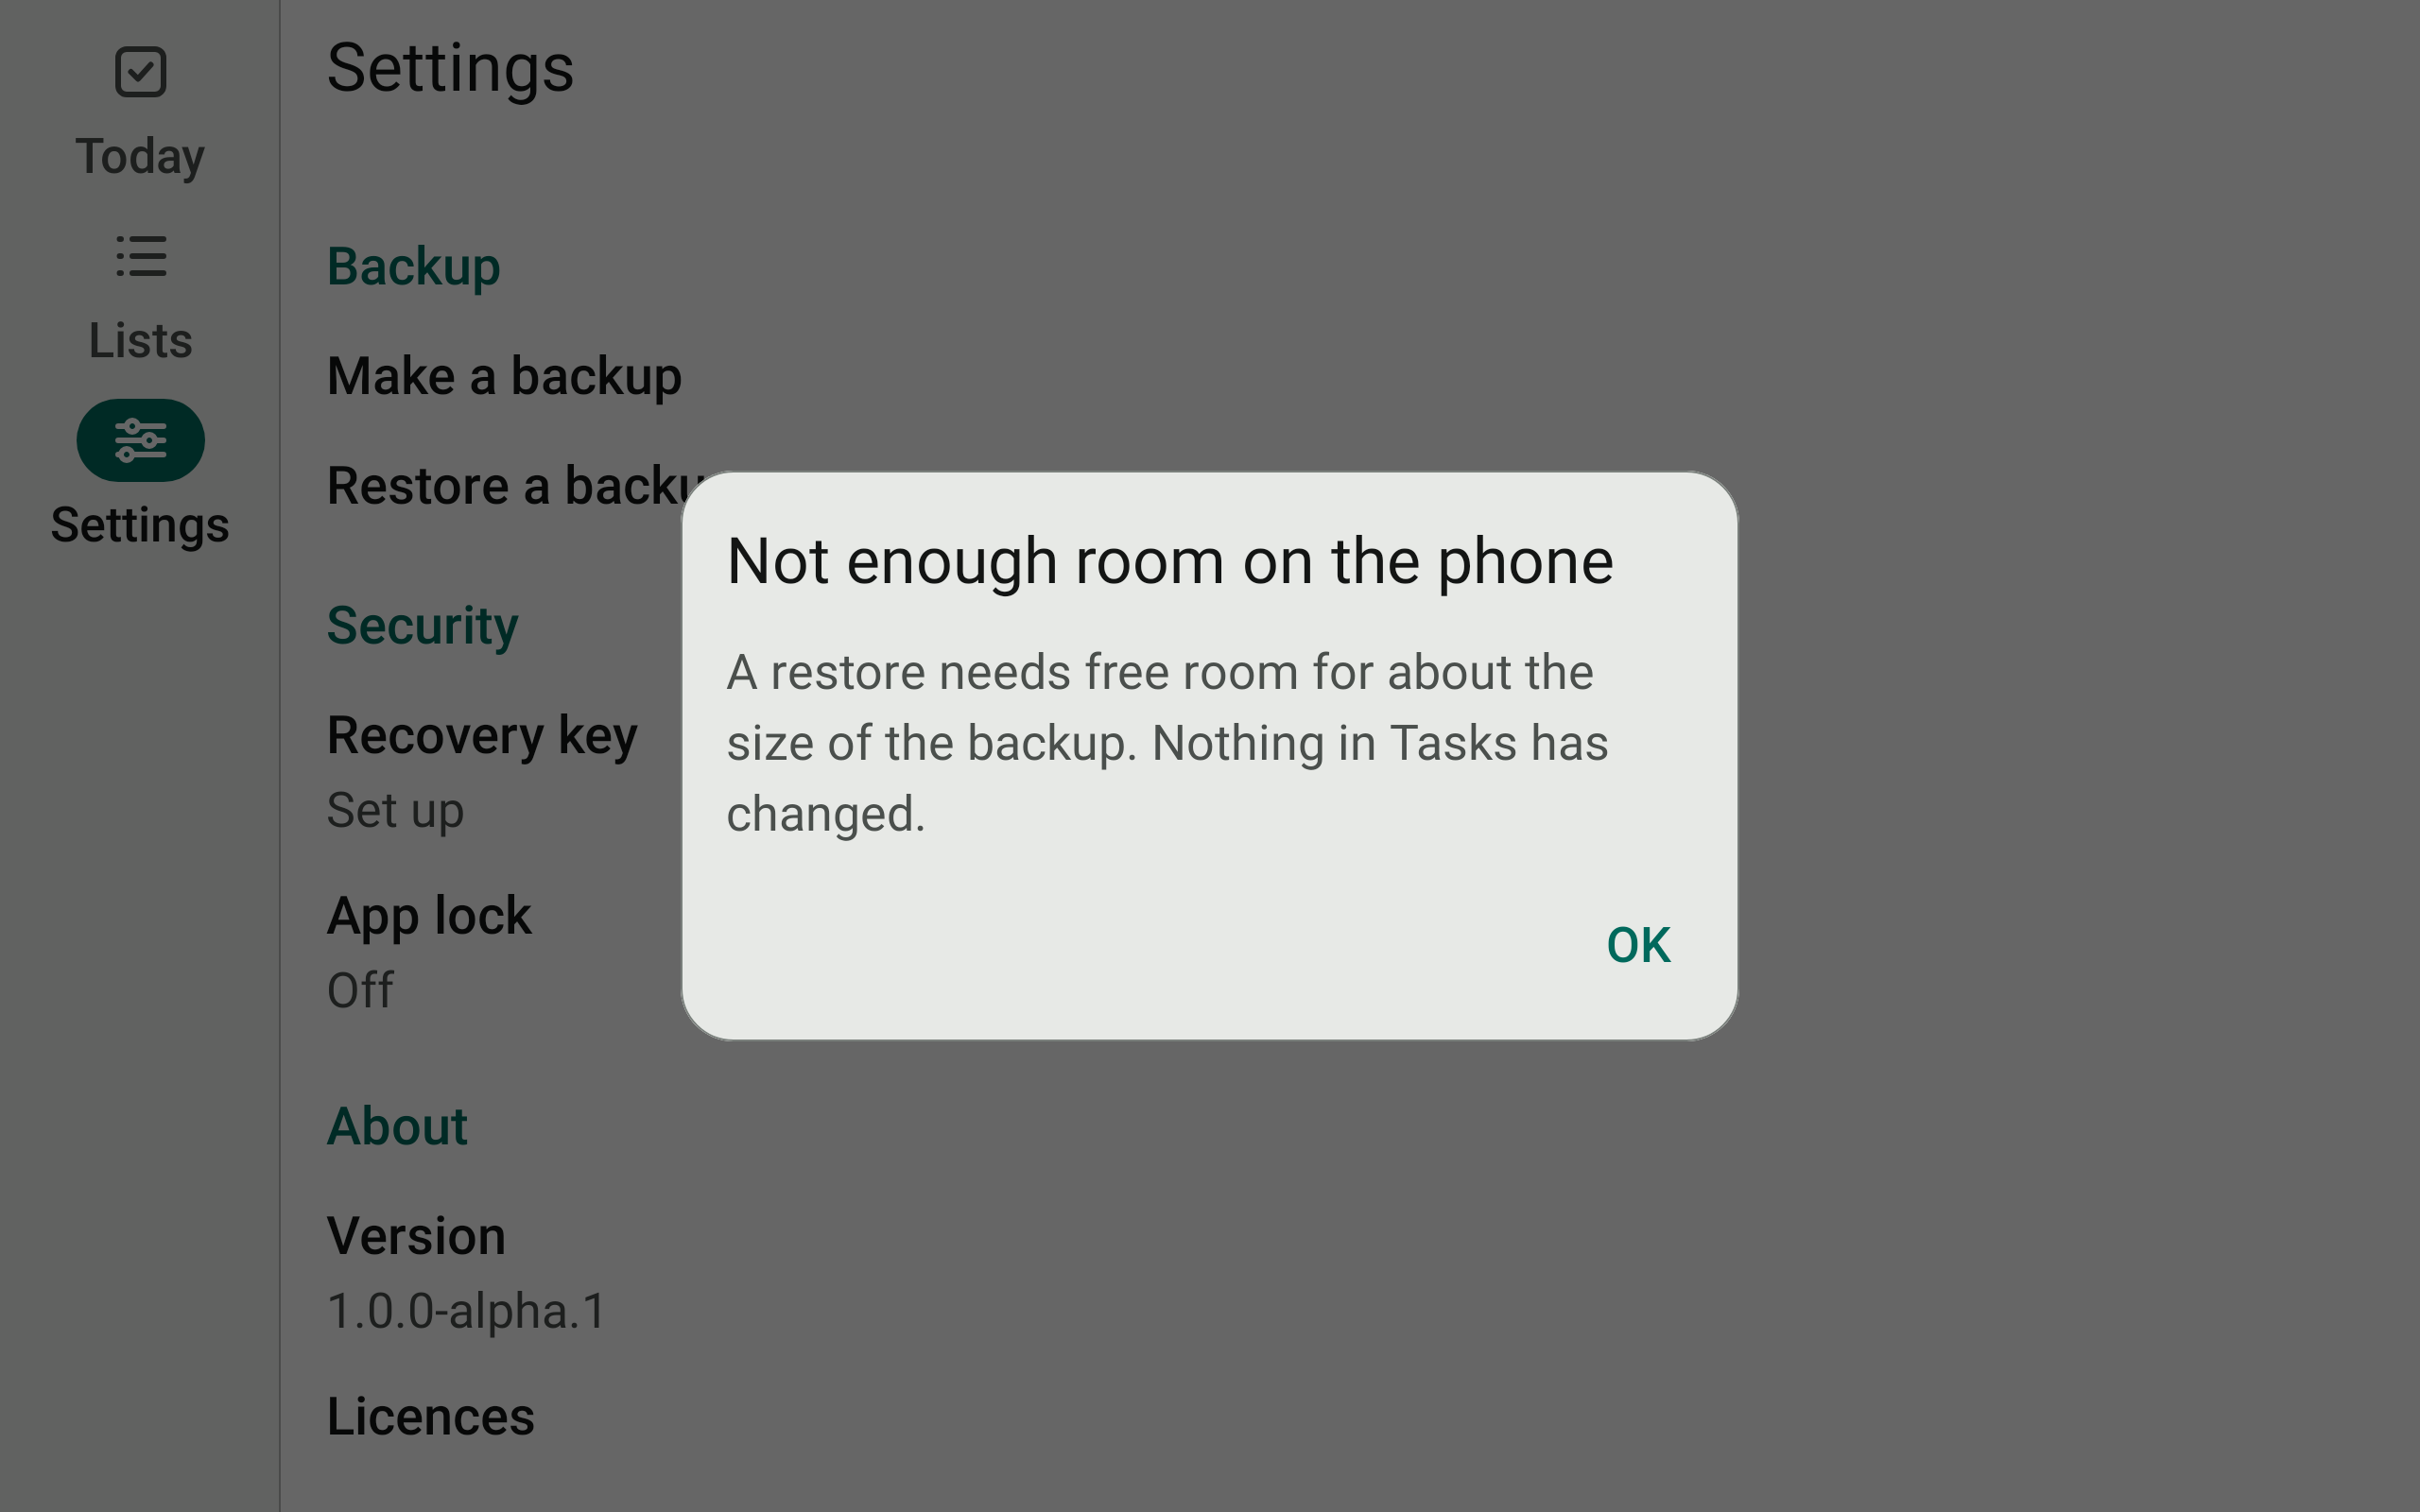 Today
Lists
Settings
Settings
Backup
Make a backup
Restore a backu
Security
Recovery key
Set up
App lock
Off
About
Version
1.0.0-alpha.1
Licences
Not enough room on the phone
A restore needs free room for about the
size of the backup. Nothing in Tasks has
changed.
OK